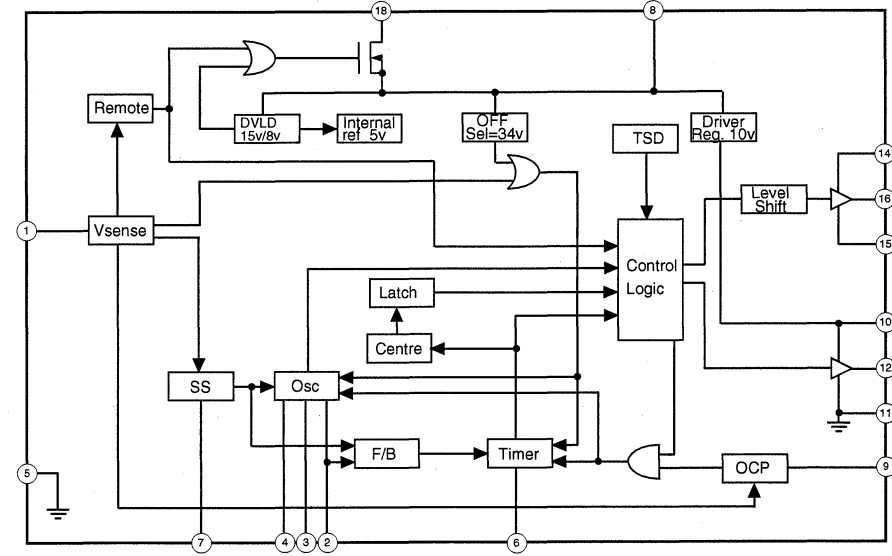 18
8
Remote
DVLD
15v/8v
Internal
ref 5v
OFF
Sel=34v
Driver
Reg. 10v
TSD
14
Level
Shift
16
1
Vsense
15
Control
Logic
Latch
10
Centre
12
SS
Osc
11
F/B
Timer
OCP
9
5
7
4
3
2
6